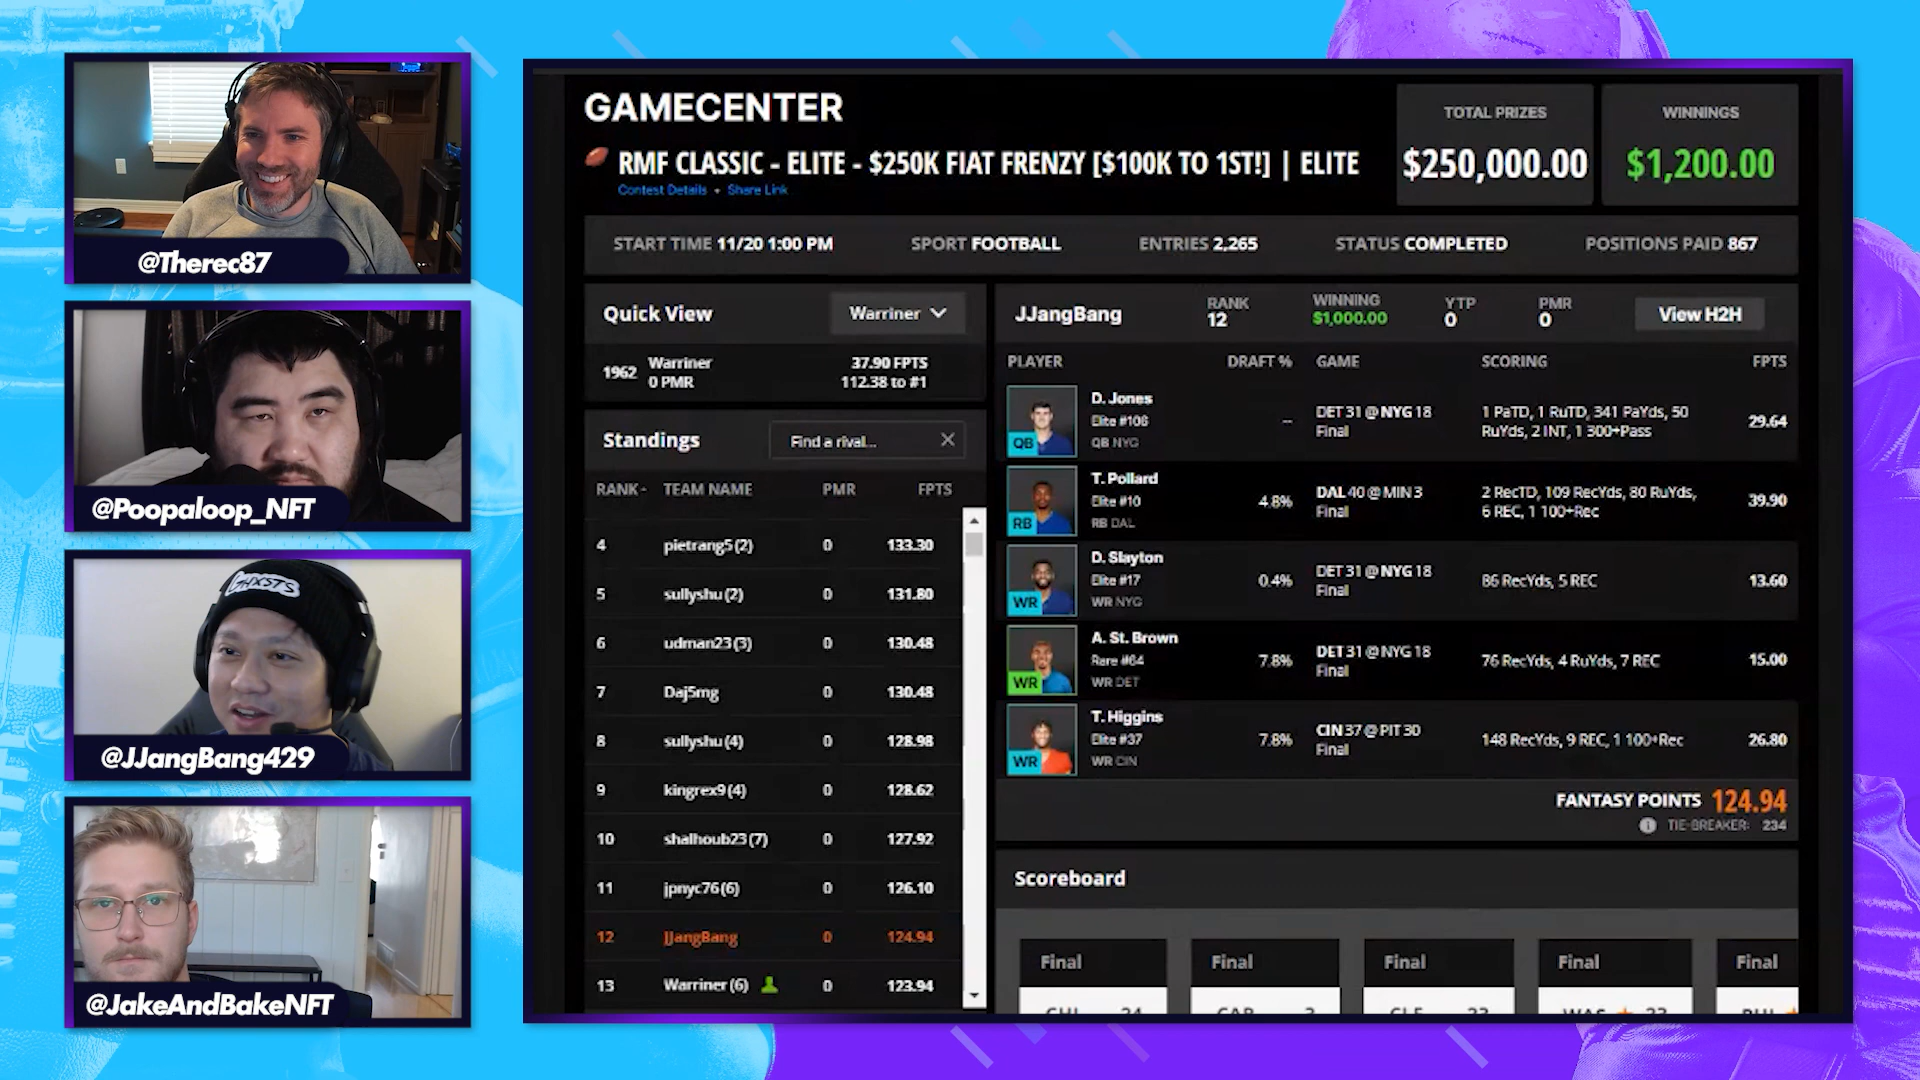 @Therec87
@Poopaloop_NFT
GHXSTS
@JJangBang429
@JakeAndBakeNFT
GAMECENTER
RMF CLASSIC - ELITE - $250K FIAT FRENZY [$100K TO 1ST!] | ELITE
Contest Details • Share Link
TOTAL PRIZES
$250,000.00
WINNINGS
$1,200.00
START TIME 11/20 1:00 PM SPORT FOOTBALL ENTRIES 2,265 STATUS COMPLETED POSITIONS PAID 867
Quick View Warriner
1962 Warriner 37.90 FPTS
0 PMR 112.38 to #1
Standings Find a rival...
RANK TEAM NAME PMR FPTS
4 pietrang5 (2) 0 133.30
5 sullyshu (2) 0 131.80
6 udman23 (3) 0 130.48
7 Daj5mg 0 130.48
8 sullyshu (4) 0 128.98
9 kingrex9 (4) 0 128.62
10 shalhoub23 (7) 0 127.92
11 jpnyc76 (6) 0 126.10
12 JJangBang 0 124.94
13 Warriner (6) 0 123.94
JJangBang RANK WINNING YTP PMR View H2H
12 $1,000.00 0 0
PLAYER DRAFT % GAME SCORING FPTS
D. Jones
Elite #106
QB NYG
QB
--
DET 31 @ NYG 18
Final
1 PaTD, 1 RuTD, 341 PaYds, 50
RuYds, 2 INT, 1 300+Pass
29.64
T. Pollard
Elite #10
RB DAL
RB
4.8%
DAL 40 @ MIN 3
Final
2 RecTD, 109 RecYds, 80 RuYds,
6 REC, 1 100+Rec
39.90
D. Slayton
Elite #17
WR NYG
WR
0.4%
DET 31 @ NYG 18
Final
86 RecYds, 5 REC
13.60
A. St. Brown
Rare #64
WR DET
WR
7.8%
DET 31 @ NYG 18
Final
76 RecYds, 4 RuYds, 7 REC
15.00
T. Higgins
Elite #37
WR CIN
WR
7.8%
CIN 37 @ PIT 30
Final
148 RecYds, 9 REC, 1 100+Rec
26.80
FANTASY POINTS 124.94
TIE-BREAKER: 234
Scoreboard
Final Final Final Final Final